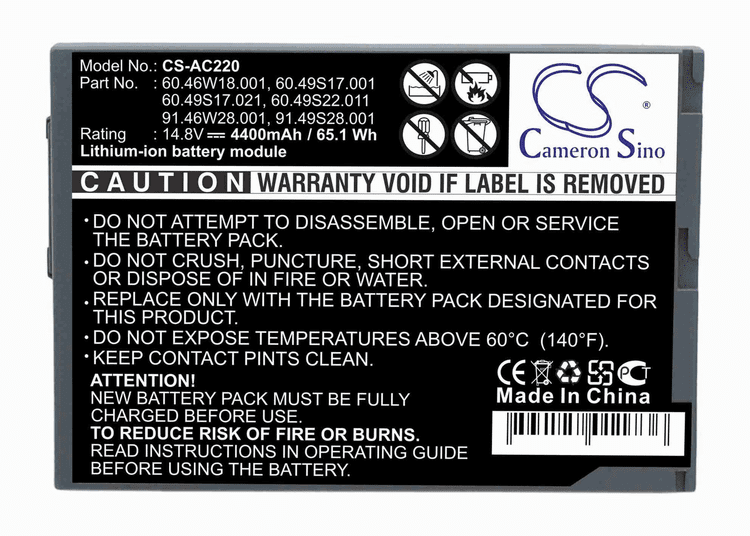 Model No.: CS-AC220
Part No. : 60.46W18.001, 60.49S17.001
60.49S17.021, 60.49S22.011
91.46W28.001, 91.49S28.001
Rating : 14.8V⎓ 4400mAh / 65.1 Wh
Lithium-ion battery module
CS
®
Cameron Sino
CAUTION WARRANTY VOID IF LABEL IS REMOVED
• DO NOT ATTEMPT TO DISASSEMBLE, OPEN OR SERVICE
THE BATTERY PACK.
• DO NOT CRUSH, PUNCTURE, SHORT EXTERNAL CONTACTS
OR DISPOSE OF IN FIRE OR WATER.
• REPLACE ONLY WITH THE BATTERY PACK DESIGNATED FOR
THIS PRODUCT.
• DO NOT EXPOSE TEMPERATURES ABOVE 60°C (140°F).
• KEEP CONTACT PINTS CLEAN.
ATTENTION!
NEW BATTERY PACK MUST BE FULLY
CHARGED BEFORE USE.
TO REDUCE RISK OF FIRE OR BURNS.
READ INSTRUCTIONS IN OPERATING GUIDE
BEFORE USING THE BATTERY.
CE
Made In China